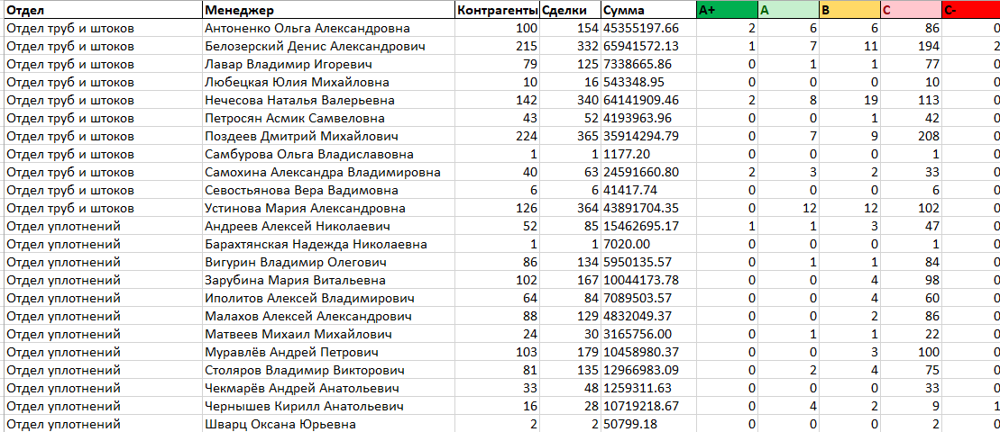 Отдел Менеджер Контрагенты Сделки Сумма A+ A B C C-
Отдел труб и штоков Антоненко Ольга Александровна 100 154 45355197.66 2 6 6 86 0
Отдел труб и штоков Белозерский Денис Александрович 215 332 65941572.13 1 7 11 194 2
Отдел труб и штоков Лавар Владимир Игоревич 79 125 7338665.86 0 1 1 77 0
Отдел труб и штоков Любецкая Юлия Михайловна 10 16 543348.95 0 0 0 10 0
Отдел труб и штоков Нечесова Наталья Валерьевна 142 340 64141909.46 2 8 19 113 0
Отдел труб и штоков Петросян Асмик Самвеловна 43 52 4193963.96 0 0 1 42 0
Отдел труб и штоков Поздеев Дмитрий Михайлович 224 365 35914294.79 0 7 9 208 0
Отдел труб и штоков Самбурова Ольга Владиславовна 1 1 1177.20 0 0 0 1 0
Отдел труб и штоков Самохина Александра Владимировна 40 63 24591660.80 2 3 2 33 0
Отдел труб и штоков Севостьянова Вера Вадимовна 6 6 41417.74 0 0 0 6 0
Отдел труб и штоков Устинова Мария Александровна 126 364 43891704.35 0 12 12 102 0
Отдел уплотнений Андреев Алексей Николаевич 52 85 15462695.17 1 1 3 47 0
Отдел уплотнений Барахтянская Надежда Николаевна 1 1 7020.00 0 0 0 1 0
Отдел уплотнений Вигурин Владимир Олегович 86 134 5950135.57 0 1 1 84 0
Отдел уплотнений Зарубина Мария Витальевна 102 167 10044173.78 0 0 4 98 0
Отдел уплотнений Иполитов Алексей Владимирович 64 84 7089503.57 0 0 4 60 0
Отдел уплотнений Малахов Алексей Александрович 88 129 4832049.37 0 0 2 86 0
Отдел уплотнений Матвеев Михаил Михайлович 24 30 3165756.00 0 1 1 22 0
Отдел уплотнений Муравлёв Андрей Петрович 103 179 10458980.37 0 0 3 100 0
Отдел уплотнений Столяров Владимир Викторович 81 135 12966983.09 0 2 4 75 0
Отдел уплотнений Чекмарёв Андрей Анатольевич 33 48 1259311.63 0 0 0 33 0
Отдел уплотнений Чернышев Кирилл Анатольевич 16 28 10719218.67 0 4 2 9 1
Отдел уплотнений Шварц Оксана Юрьевна 2 2 50799.18 0 0 0 2 0